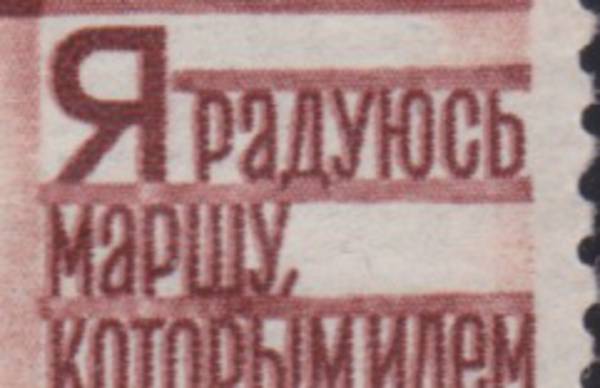 Я радуюсь
маршу,
которым идем